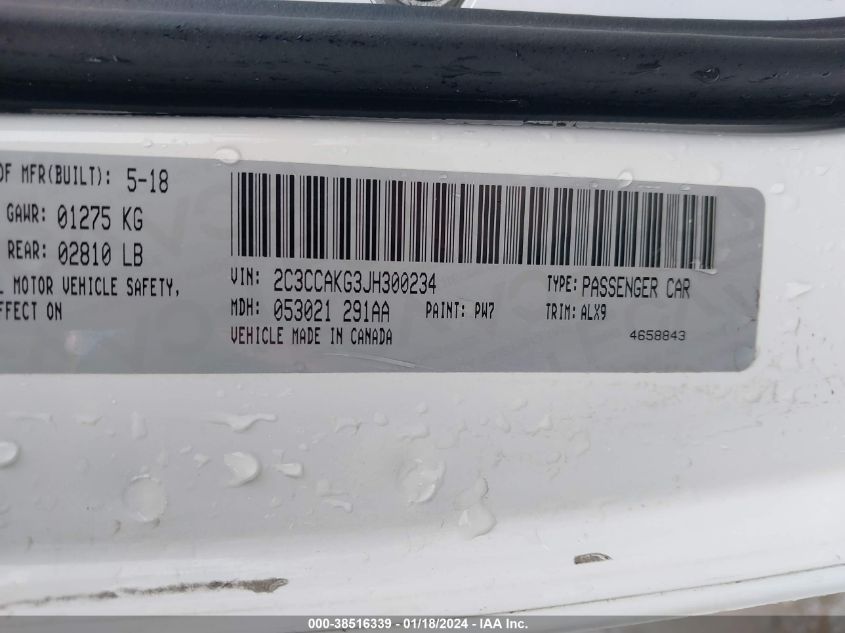 OF MFR(BUILT): 5-18
GAWR: 01275 KG
REAR: 02810 LB
MOTOR VEHICLE SAFETY,
EFFECT ON
VIN: 2C3CCAKG3JH300234 TYPE: PASSENGER CAR
MDH: 053021 291AA PAINT: PW7 TRIM: ALX9
VEHICLE MADE IN CANADA 4658843
000-38516339 - 01/18/2024 - IAA Inc.